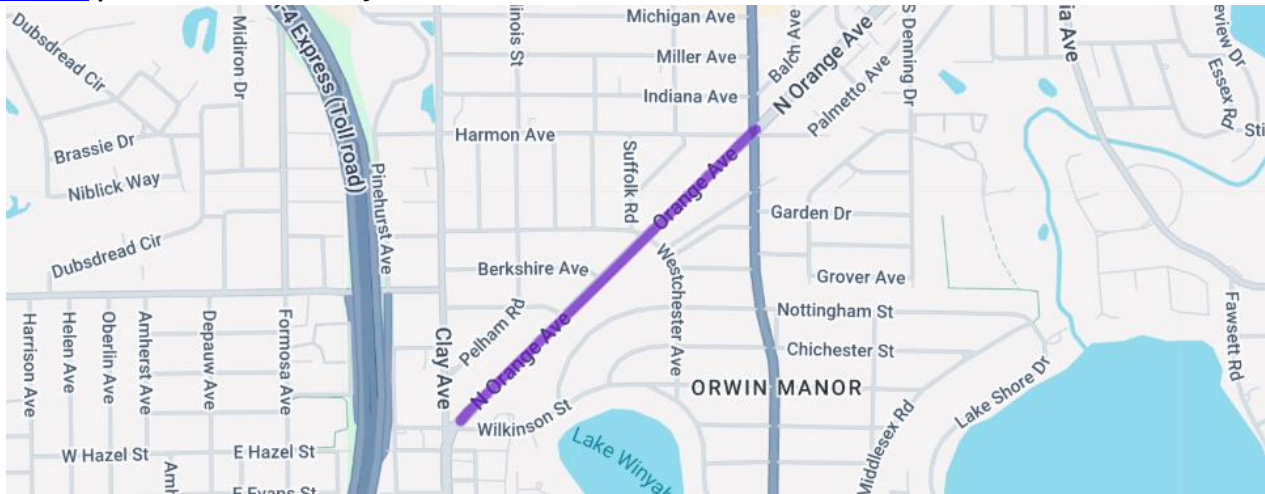 Michigan Ave
Miller Ave
Indiana Ave
Harmon Ave
Dubsdread Cir
Midiron Dr
I-4 Express (Toll road)
Balch Ave
N Orange Ave
Palmetto Ave
S Denning Dr
Essex Rd
Brassie Dr
Niblick Way
Pinehurst Ave
Suffolk Rd
Orange Ave
Garden Dr
Dubsdread Cir
Berkshire Ave
Westchester Ave
Grover Ave
Nottingham St
Chichester St
Harrison Ave
Helen Ave
Oberlin Ave
Amherst Ave
Depauw Ave
Formosa Ave
Clay Ave
Pelham Rd
N Orange Ave
ORWIN MANOR
Lake Shore Dr
Fawsett Rd
Wilkinson St
Middlesex Rd
W Hazel St
E Hazel St
Lake Winyah